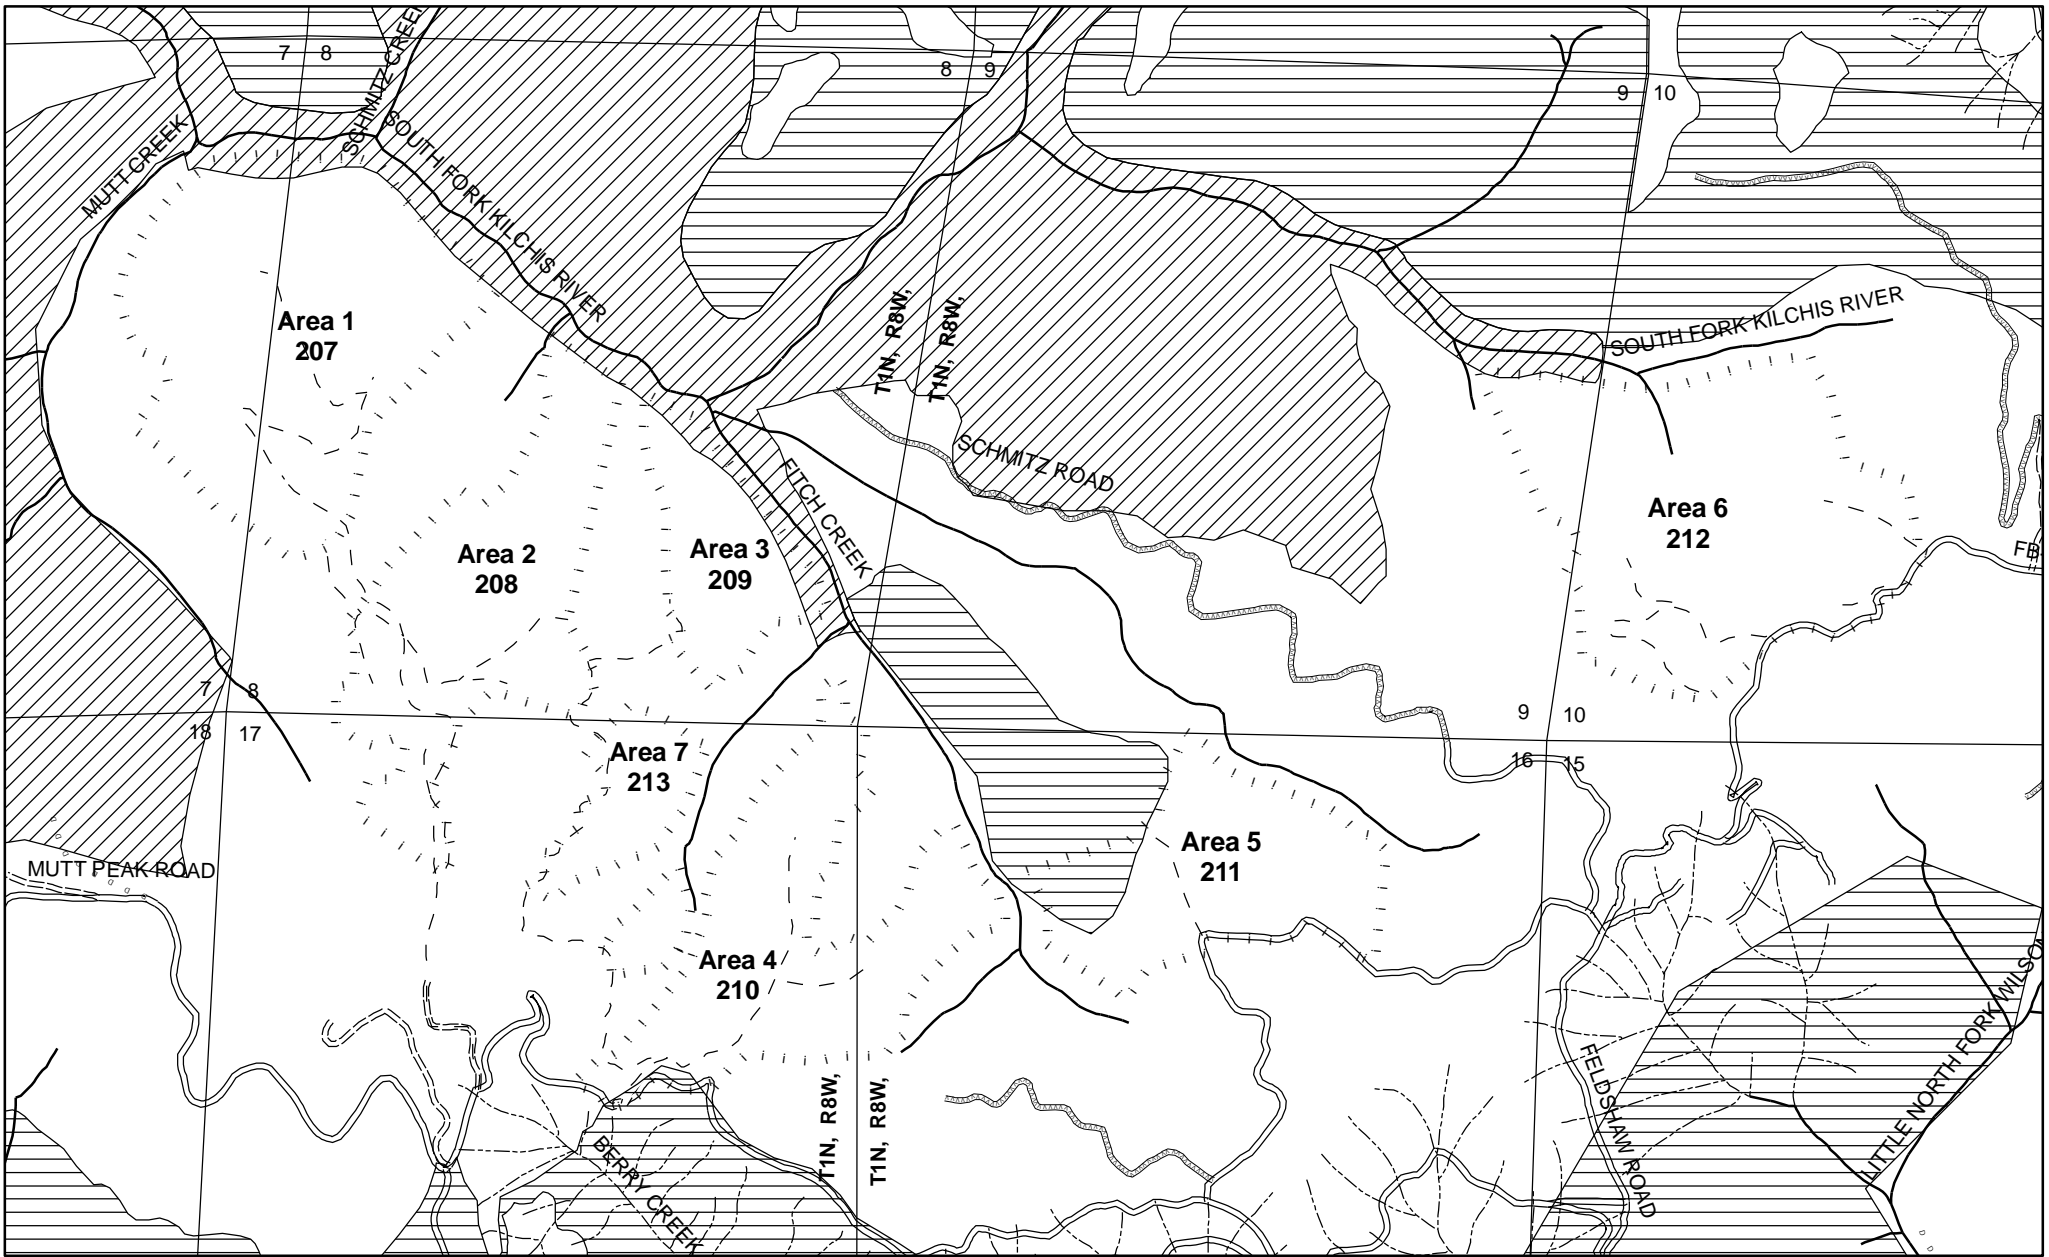 7 8
SCHMITZ CREEK
8 9
9 10
MUTT CREEK
SOUTH FORK KILCHIS RIVER
T1N, R8W,
T1N, R8W,
SOUTH FORK KILCHIS RIVER
Area 1
207
SCHMITZ ROAD
FITCH CREEK
Area 6
212
Area 2
208
Area 3
209
FB
7 8
18 17
9 10
16 15
Area 7
213
Area 5
211
MUTT PEAK ROAD
Area 4
210
LITTLE NORTH FORK WILSON
FELDSHAW ROAD
T1N, R8W,
T1N, R8W,
BERRY CREEK